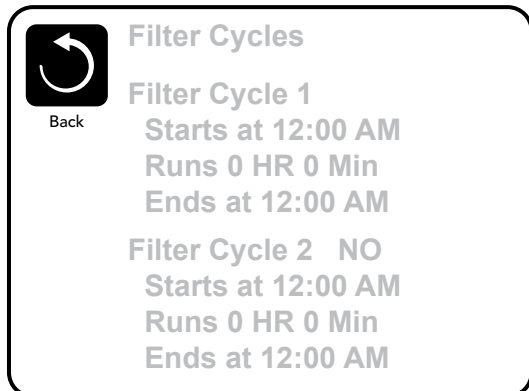 Filter Cycles
Back
Filter Cycle 1
Starts at 12:00 AM
Runs 0 HR 0 Min
Ends at 12:00 AM
Filter Cycle 2 NO
Starts at 12:00 AM
Runs 0 HR 0 Min
Ends at 12:00 AM